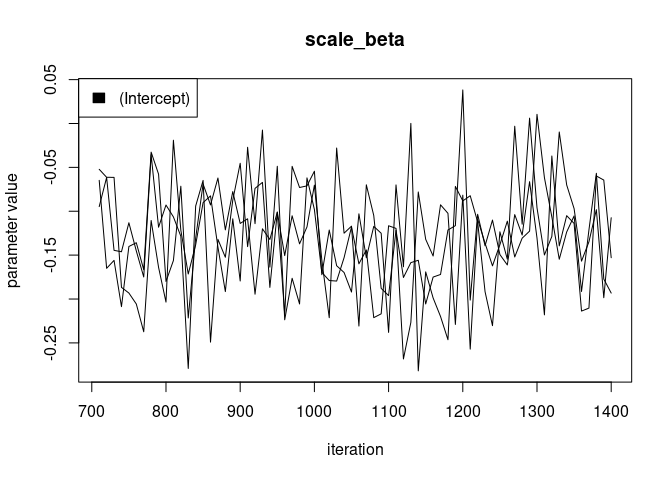 scale_beta
(Intercept)
0.05
-0.05
-0.15
-0.25
parameter value
700 800 900 1000 1100 1200 1300 1400
iteration